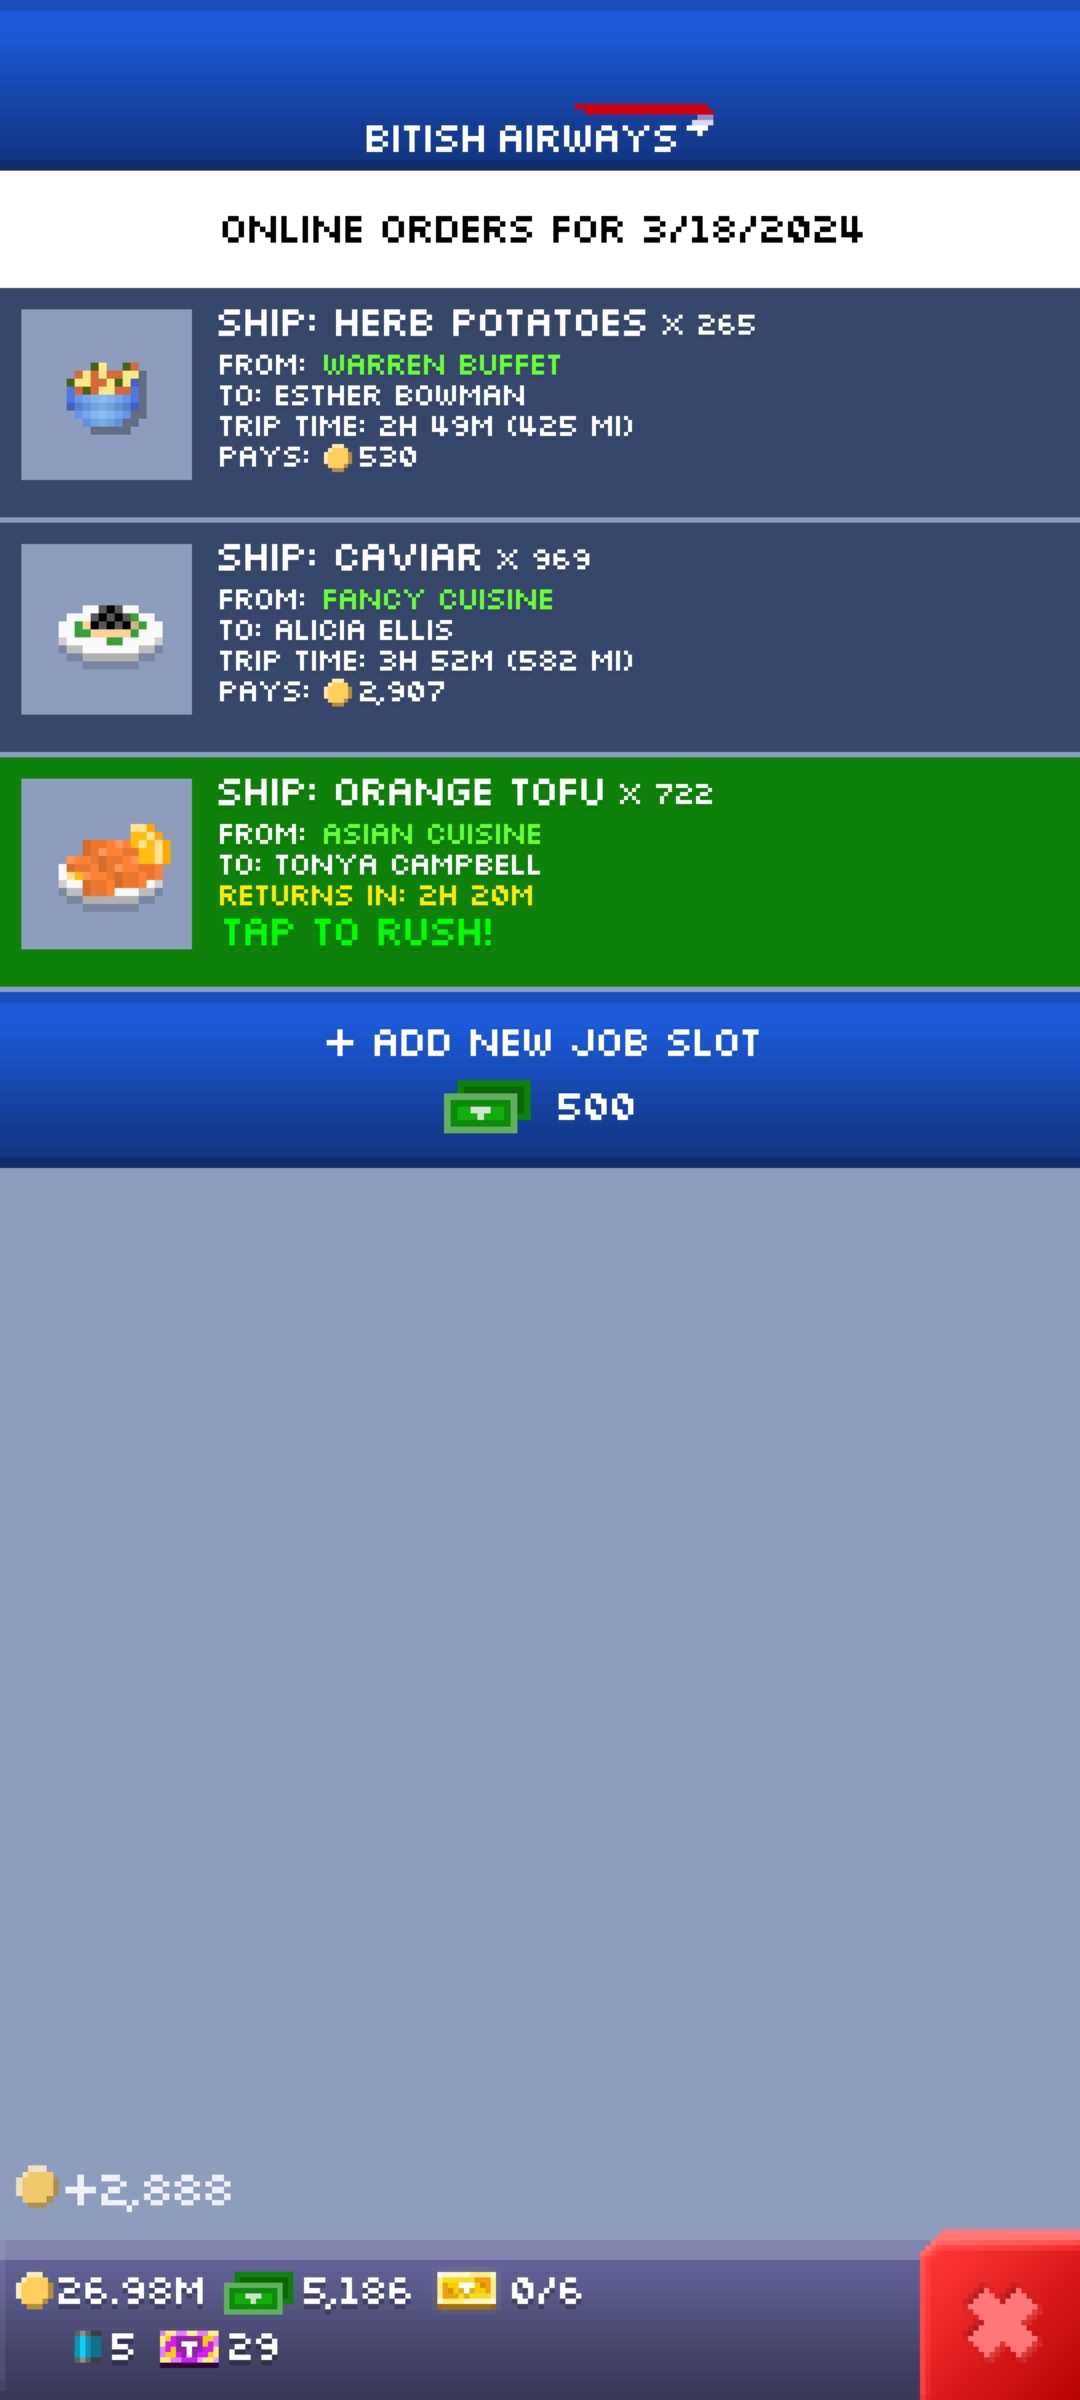 BITISH AIRWAYS
ONLINE ORDERS FOR 3/18/2024
SHIP: HERB POTATOES X 265
FROM: WARREN BUFFET
TO: ESTHER BOWMAN
TRIP TIME: 2H 49M (425 MI)
PAYS: 530
SHIP: CAVIAR X 969
FROM: FANCY CUISINE
TO: ALICIA ELLIS
TRIP TIME: 3H 52M (582 MI)
PAYS: 2,907
SHIP: ORANGE TOFU X 722
FROM: ASIAN CUISINE
TO: TONYA CAMPBELL
RETURNS IN: 2H 20M
TAP TO RUSH!
+ ADD NEW JOB SLOT
500
+2,888
26.98M 5,186 0/6
5 29